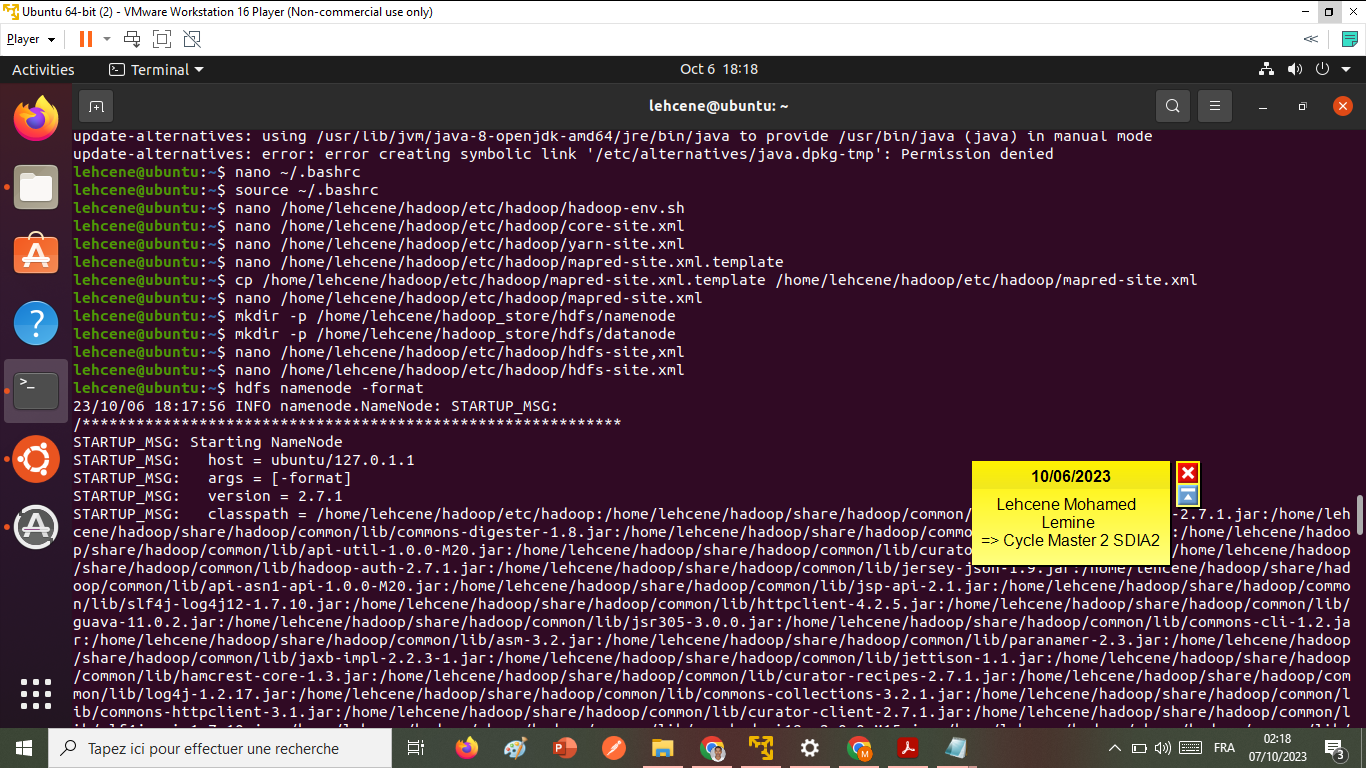 Ubuntu 64-bit (2) - VMware Workstation 16 Player (Non-commercial use only)
Player
Activities
Terminal
Oct 6 18:18
lehcene@ubuntu: ~
update-alternatives: using /usr/lib/jvm/java-8-openjdk-amd64/jre/bin/java to provide /usr/bin/java (java) in manual mode
update-alternatives: error: error creating symbolic link '/etc/alternatives/java.dpkg-tmp': Permission denied
lehcene@ubuntu:~$ nano ~/.bashrc
lehcene@ubuntu:~$ source ~/.bashrc
lehcene@ubuntu:~$ nano /home/lehcene/hadoop/etc/hadoop/hadoop-env.sh
lehcene@ubuntu:~$ nano /home/lehcene/hadoop/etc/hadoop/core-site.xml
lehcene@ubuntu:~$ nano /home/lehcene/hadoop/etc/hadoop/yarn-site.xml
lehcene@ubuntu:~$ nano /home/lehcene/hadoop/etc/hadoop/mapred-site.xml.template
lehcene@ubuntu:~$ cp /home/lehcene/hadoop/etc/hadoop/mapred-site.xml.template /home/lehcene/hadoop/etc/hadoop/mapred-site.xml
lehcene@ubuntu:~$ nano /home/lehcene/hadoop/etc/hadoop/mapred-site.xml
lehcene@ubuntu:~$ mkdir -p /home/lehcene/hadoop_store/hdfs/namenode
lehcene@ubuntu:~$ mkdir -p /home/lehcene/hadoop_store/hdfs/datanode
lehcene@ubuntu:~$ nano /home/lehcene/hadoop/etc/hadoop/hdfs-site,xml
lehcene@ubuntu:~$ nano /home/lehcene/hadoop/etc/hadoop/hdfs-site.xml
lehcene@ubuntu:~$ hdfs namenode -format
23/10/06 18:17:56 INFO namenode.NameNode: STARTUP_MSG:
/************************************************************
STARTUP_MSG: Starting NameNode
STARTUP_MSG:   host = ubuntu/127.0.1.1
STARTUP_MSG:   args = [-format]
STARTUP_MSG:   version = 2.7.1
STARTUP_MSG:   classpath = /home/lehcene/hadoop/etc/hadoop:/home/lehcene/hadoop/share/hadoop/common/ -2.7.1.jar:/home/leh
cene/hadoop/share/hadoop/common/lib/commons-digester-1.8.jar:/home/lehcene/hadoop/share/ /home/lehcene/hadoo
p/share/hadoop/common/lib/api-util-1.0.0-M20.jar:/home/lehcene/hadoop/share/hadoop/common/lib/curato /home/lehcene/hadoop
/share/hadoop/common/lib/hadoop-auth-2.7.1.jar:/home/lehcene/hadoop/share/hadoop/common/lib/jersey-json-1.9.jar:/home/lehcene/had
oop/share/hadoop/common/lib/api-asn1-api-1.0.0-M20.jar:/home/lehcene/hadoop/share/hadoop/common/lib/jsp-api-2.1.jar:/home/lehcene
/hadoop/share/hadoop/common/lib/slf4j-log4j12-1.7.10.jar:/home/lehcene/hadoop/share/hadoop/common/lib/httpclient-4.2.5.jar:/home/lehcene/hadoop/share/hadoop/common/lib/
guava-11.0.2.jar:/home/lehcene/hadoop/share/hadoop/common/lib/jsr305-3.0.0.jar:/home/lehcene/hadoop/share/hadoop/common/lib/commons-cli-1.2.ja
r:/home/lehcene/hadoop/share/hadoop/common/lib/asm-3.2.jar:/home/lehcene/hadoop/share/hadoop/common/lib/paranamer-2.3.jar:/home/lehcene/hadoop
/share/hadoop/common/lib/jaxb-impl-2.2.3-1.jar:/home/lehcene/hadoop/share/hadoop/common/lib/jettison-1.1.jar:/home/lehcene/hadoop/share/hadoop
/common/lib/hamcrest-core-1.3.jar:/home/lehcene/hadoop/share/hadoop/common/lib/curator-recipes-2.7.1.jar:/home/lehcene/hadoop/share/hadoop/com
mon/lib/log4j-1.2.17.jar:/home/lehcene/hadoop/share/hadoop/common/lib/commons-collections-3.2.1.jar:/home/lehcene/hadoop/share/hadoop/common/l
ib/commons-httpclient-3.1.jar:/home/lehcene/hadoop/share/hadoop/common/lib/curator-client-2.7.1.jar:/home/lehcene/hadoop/share/hadoop/common/l
10/06/2023
Lehcene Mohamed
Lemine
=> Cycle Master 2 SDIA2
Tapez ici pour effectuer une recherche
FRA
02:18
07/10/2023
3